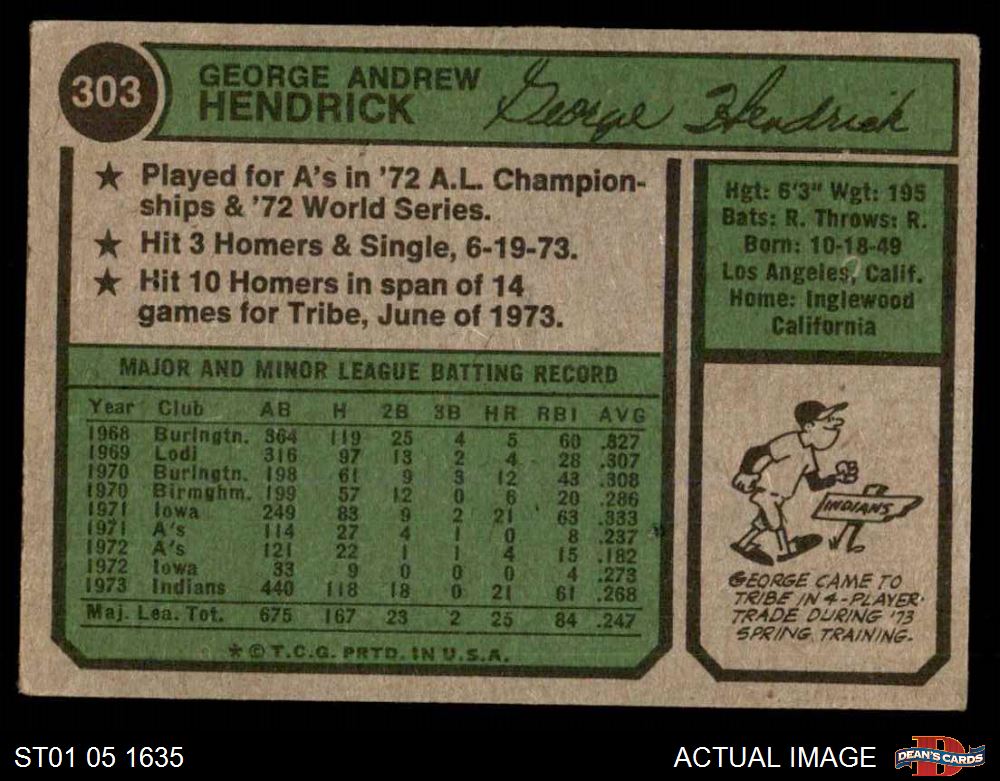 303
GEORGE ANDREW
HENDRICK
George Hendrick
★ Played for A's in '72 A.L. Champion-
ships & '72 World Series.
★ Hit 3 Homers & Single, 6-19-73.
★ Hit 10 Homers in span of 14
games for Tribe, June of 1973.
Hgt: 6'3" Wgt: 195
Bats: R. Throws: R.
Born: 10-18-49
Los Angeles, Calif.
Home: Inglewood
California
MAJOR AND MINOR LEAGUE BATTING RECORD
Year Club AB H 2B 3B HR RBI AVG
1968 Burlngtn. 364 119 25 4 5 60 .327
1969 Lodi 316 97 13 2 4 28 .307
1970 Burlngtn. 198 61 9 3 12 43 .308
1970 Birmghm. 199 57 12 0 6 20 .286
1971 Iowa 249 83 9 2 21 63 .333
1971 A's 114 27 4 1 0 8 .237
1972 A's 121 22 1 1 4 15 .182
1972 Iowa 33 9 0 0 0 4 .273
1973 Indians 440 118 18 0 21 61 .268
Maj. Lea. Tot. 675 167 23 2 25 84 .247
* © T.C.G. PRTD. IN U.S.A.
INDIANS
GEORGE CAME TO
TRIBE IN 4-PLAYER
TRADE DURING '73
SPRING TRAINING.
ST01 05 1635
ACTUAL IMAGE
D
DEAN'S CARDS